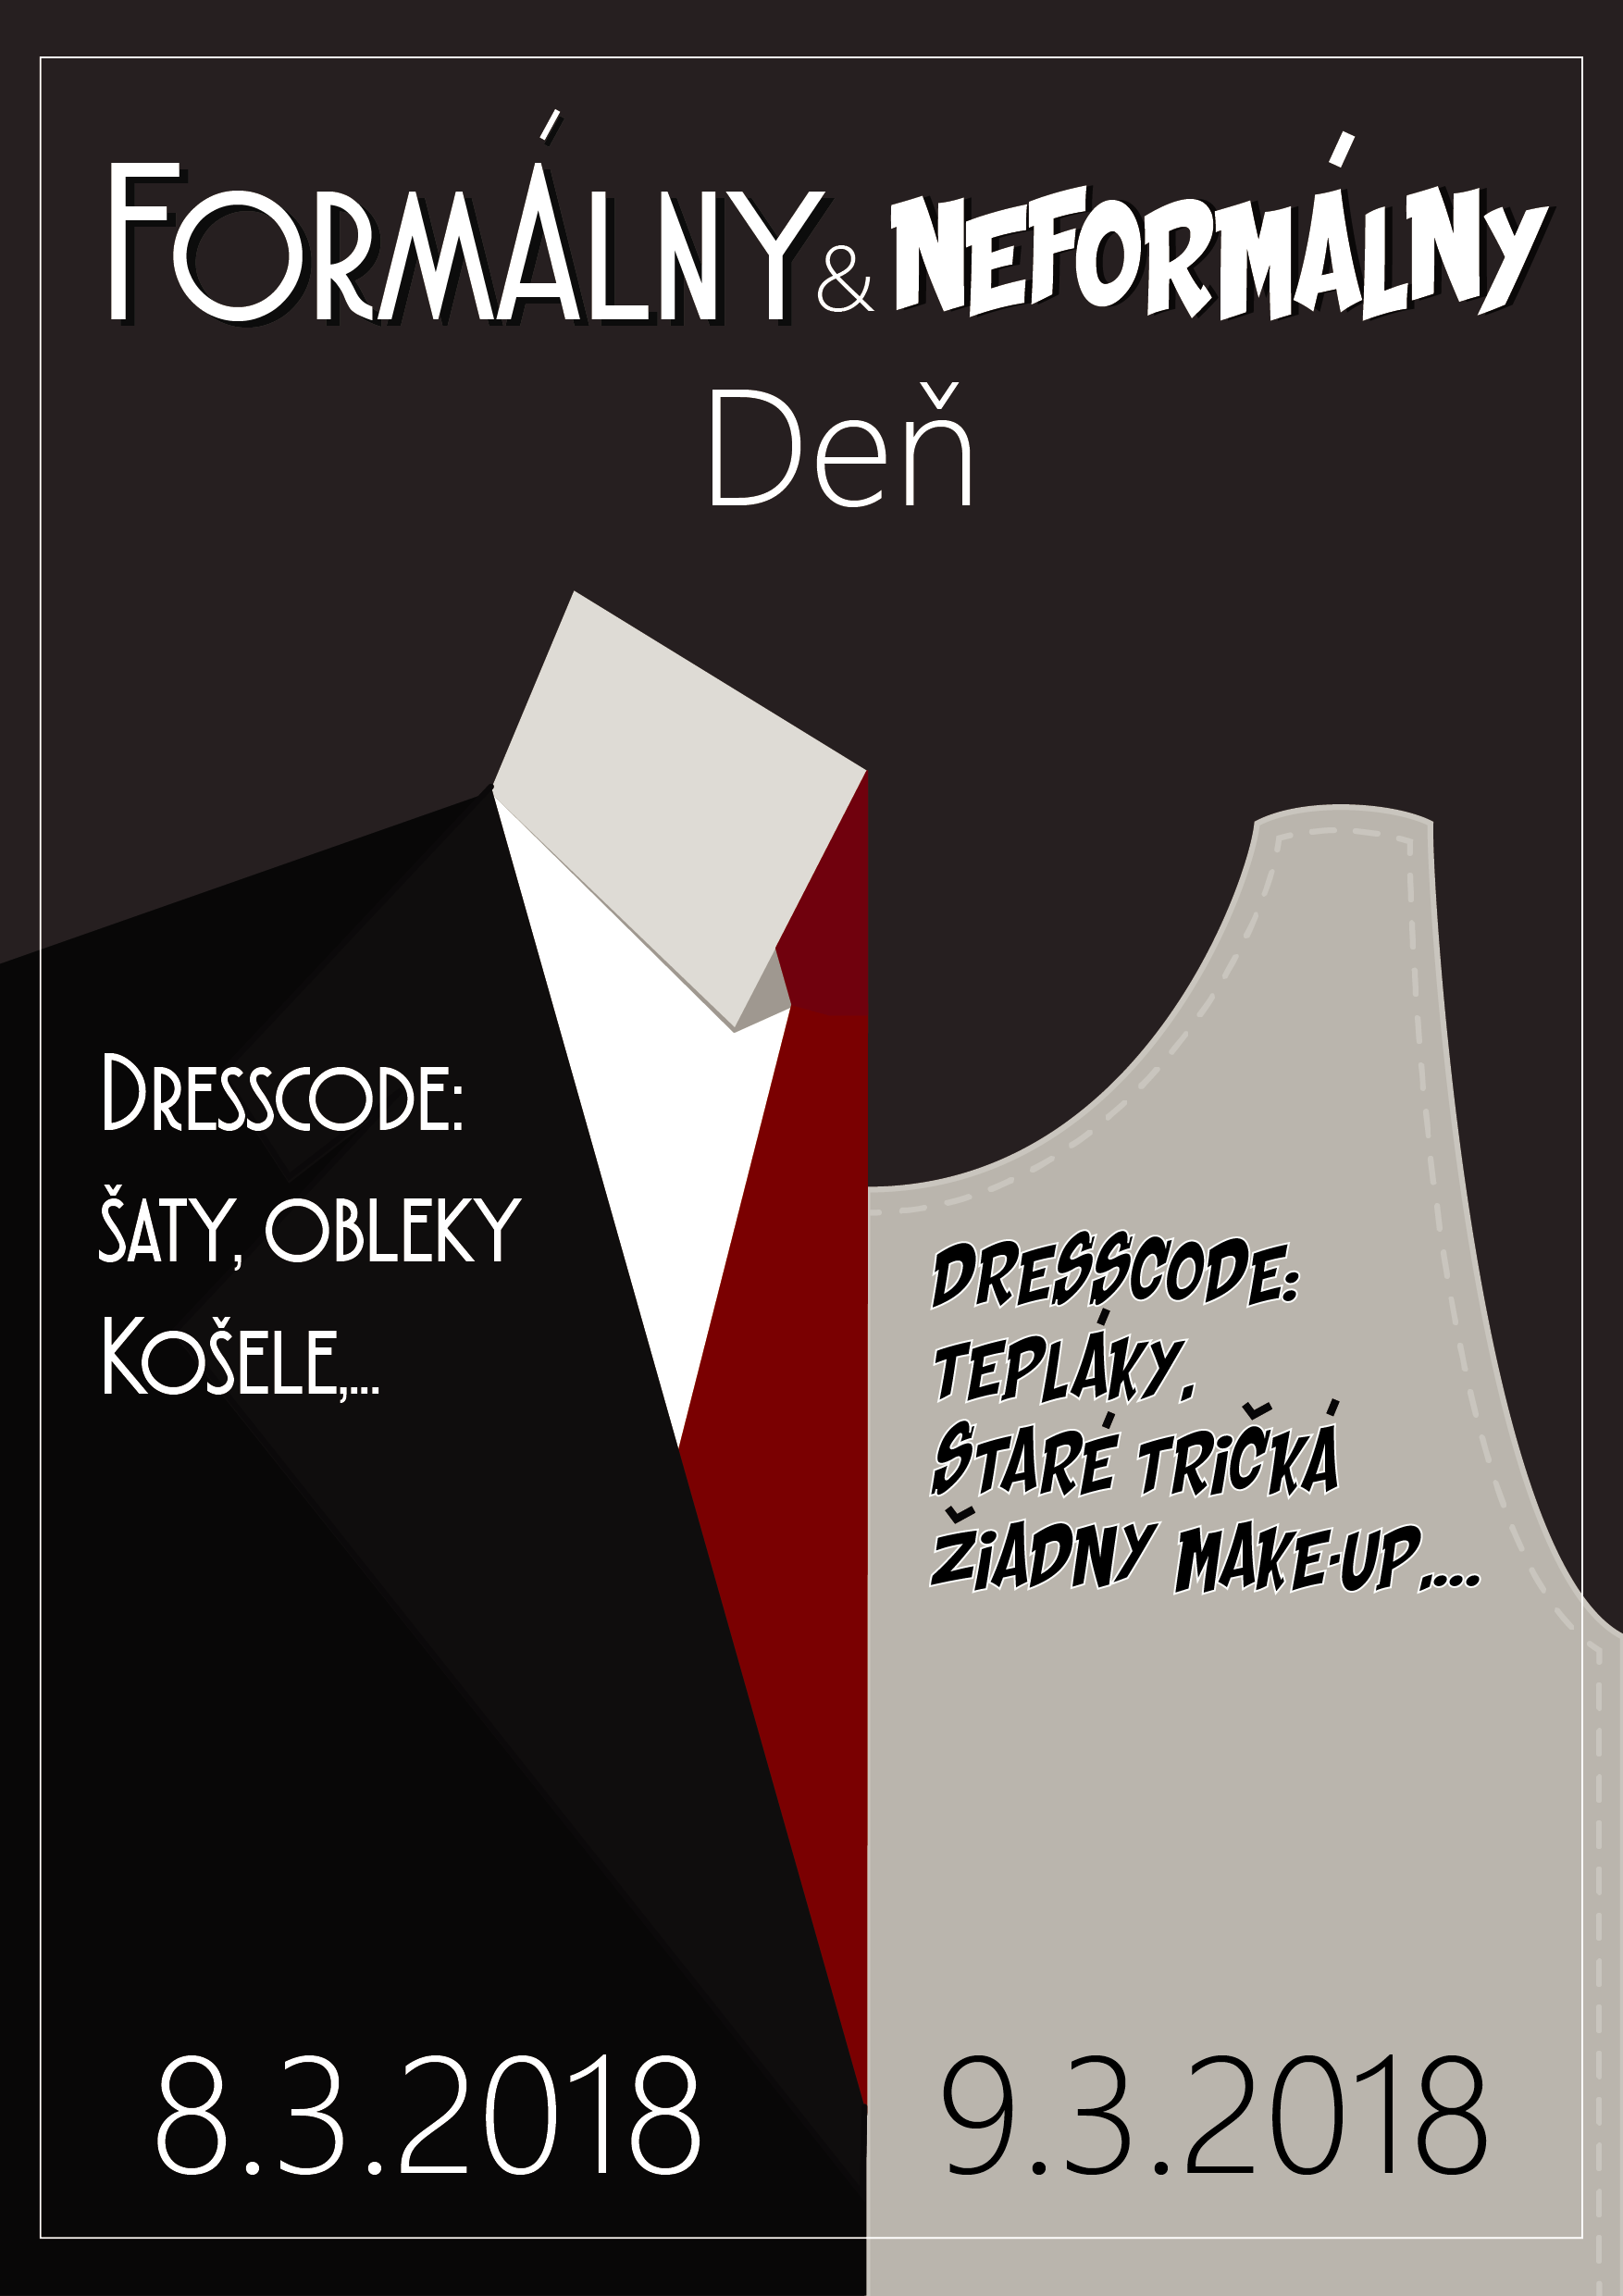 Formálny & Neformálny
Deň
Dresscode:
Šaty, obleky
Košele,...
Dresscode:
Tepláky,
Staré tričká
Žiadny make-up....
8.3.2018
9.3.2018